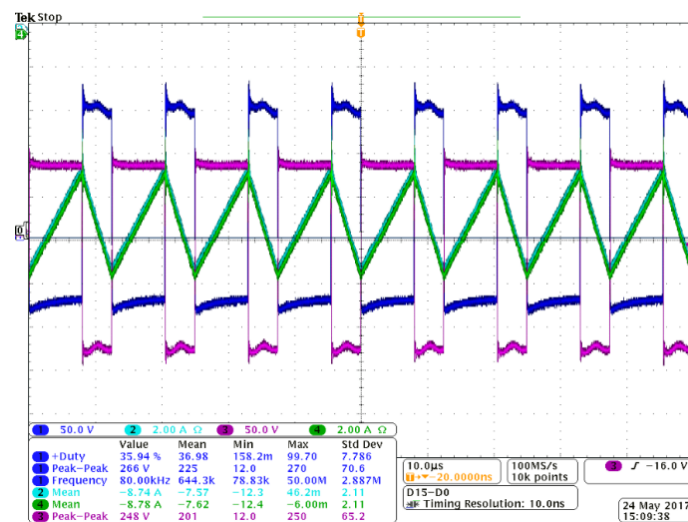 Tek Stop
1 50.0 V 2 2.00 A Ω 3 50.0 V 4 2.00 A Ω
Value Mean Min Max Std Dev
1 +Duty 35.94 % 36.98 158.2m 99.70 7.786
1 Peak–Peak 266 V 225 12.0 270 70.6
1 Frequency 80.00kHz 644.3k 78.83k 50.00M 2.887M
2 Mean −8.74 A −7.57 −12.3 46.2m 2.11
4 Mean −8.78 A −7.62 −12.4 −6.00m 2.11
3 Peak–Peak 248 V 201 12.0 250 65.2
10.0μs
T→▼−20.0000ns
100MS/s
10k points
3 −16.0 V
D15–D0
Timing Resolution: 10.0ns
24 May 201
15:09:38